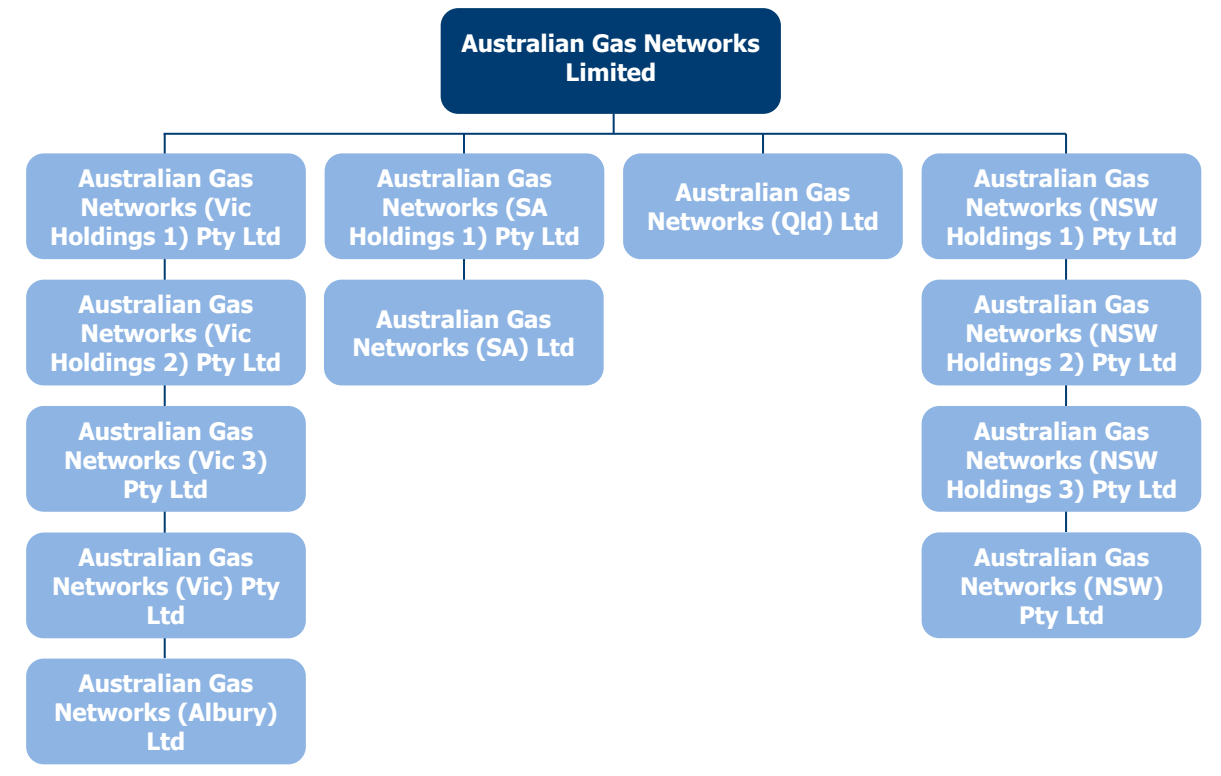 Australian Gas Networks
Limited
Australian Gas
Networks (Vic
Holdings 1) Pty Ltd
Australian Gas
Networks (SA
Holdings 1) Pty Ltd
Australian Gas
Networks (Qld) Ltd
Australian Gas
Networks (NSW
Holdings 1) Pty Ltd
Australian Gas
Networks (Vic
Holdings 2) Pty Ltd
Australian Gas
Networks (SA) Ltd
Australian Gas
Networks (NSW
Holdings 2) Pty Ltd
Australian Gas
Networks (Vic 3)
Pty Ltd
Australian Gas
Networks (NSW
Holdings 3) Pty Ltd
Australian Gas
Networks (Vic) Pty
Ltd
Australian Gas
Networks (NSW)
Pty Ltd
Australian Gas
Networks (Albury)
Ltd